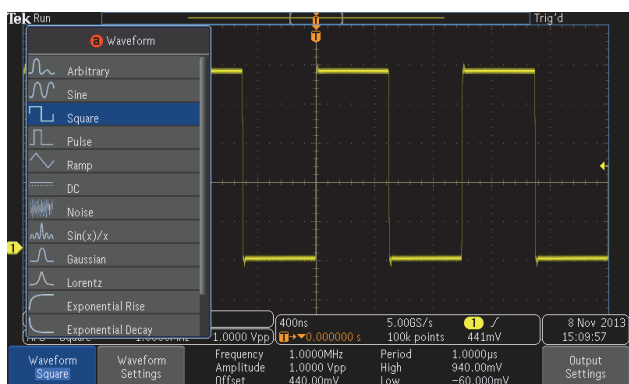 Tek Run Trig'd
T
a Waveform
T
Arbitrary
Sine
Square
Pulse
Ramp
DC
Noise
Sin(x)/x
1
Gaussian
Lorentz
Exponential Rise
Exponential Decay
1.0000 Vpp
400ns 5.00GS/s 1
T→▼0.000000 s 100k points 441mV
8 Nov 2013
15:09:57
Waveform
Square
Waveform
Settings
Frequency 1.0000MHz Period 1.0000µs
Amplitude 1.0000 Vpp High 940.00mV
Offset 440.00mV Low −60.000mV
Output
Settings